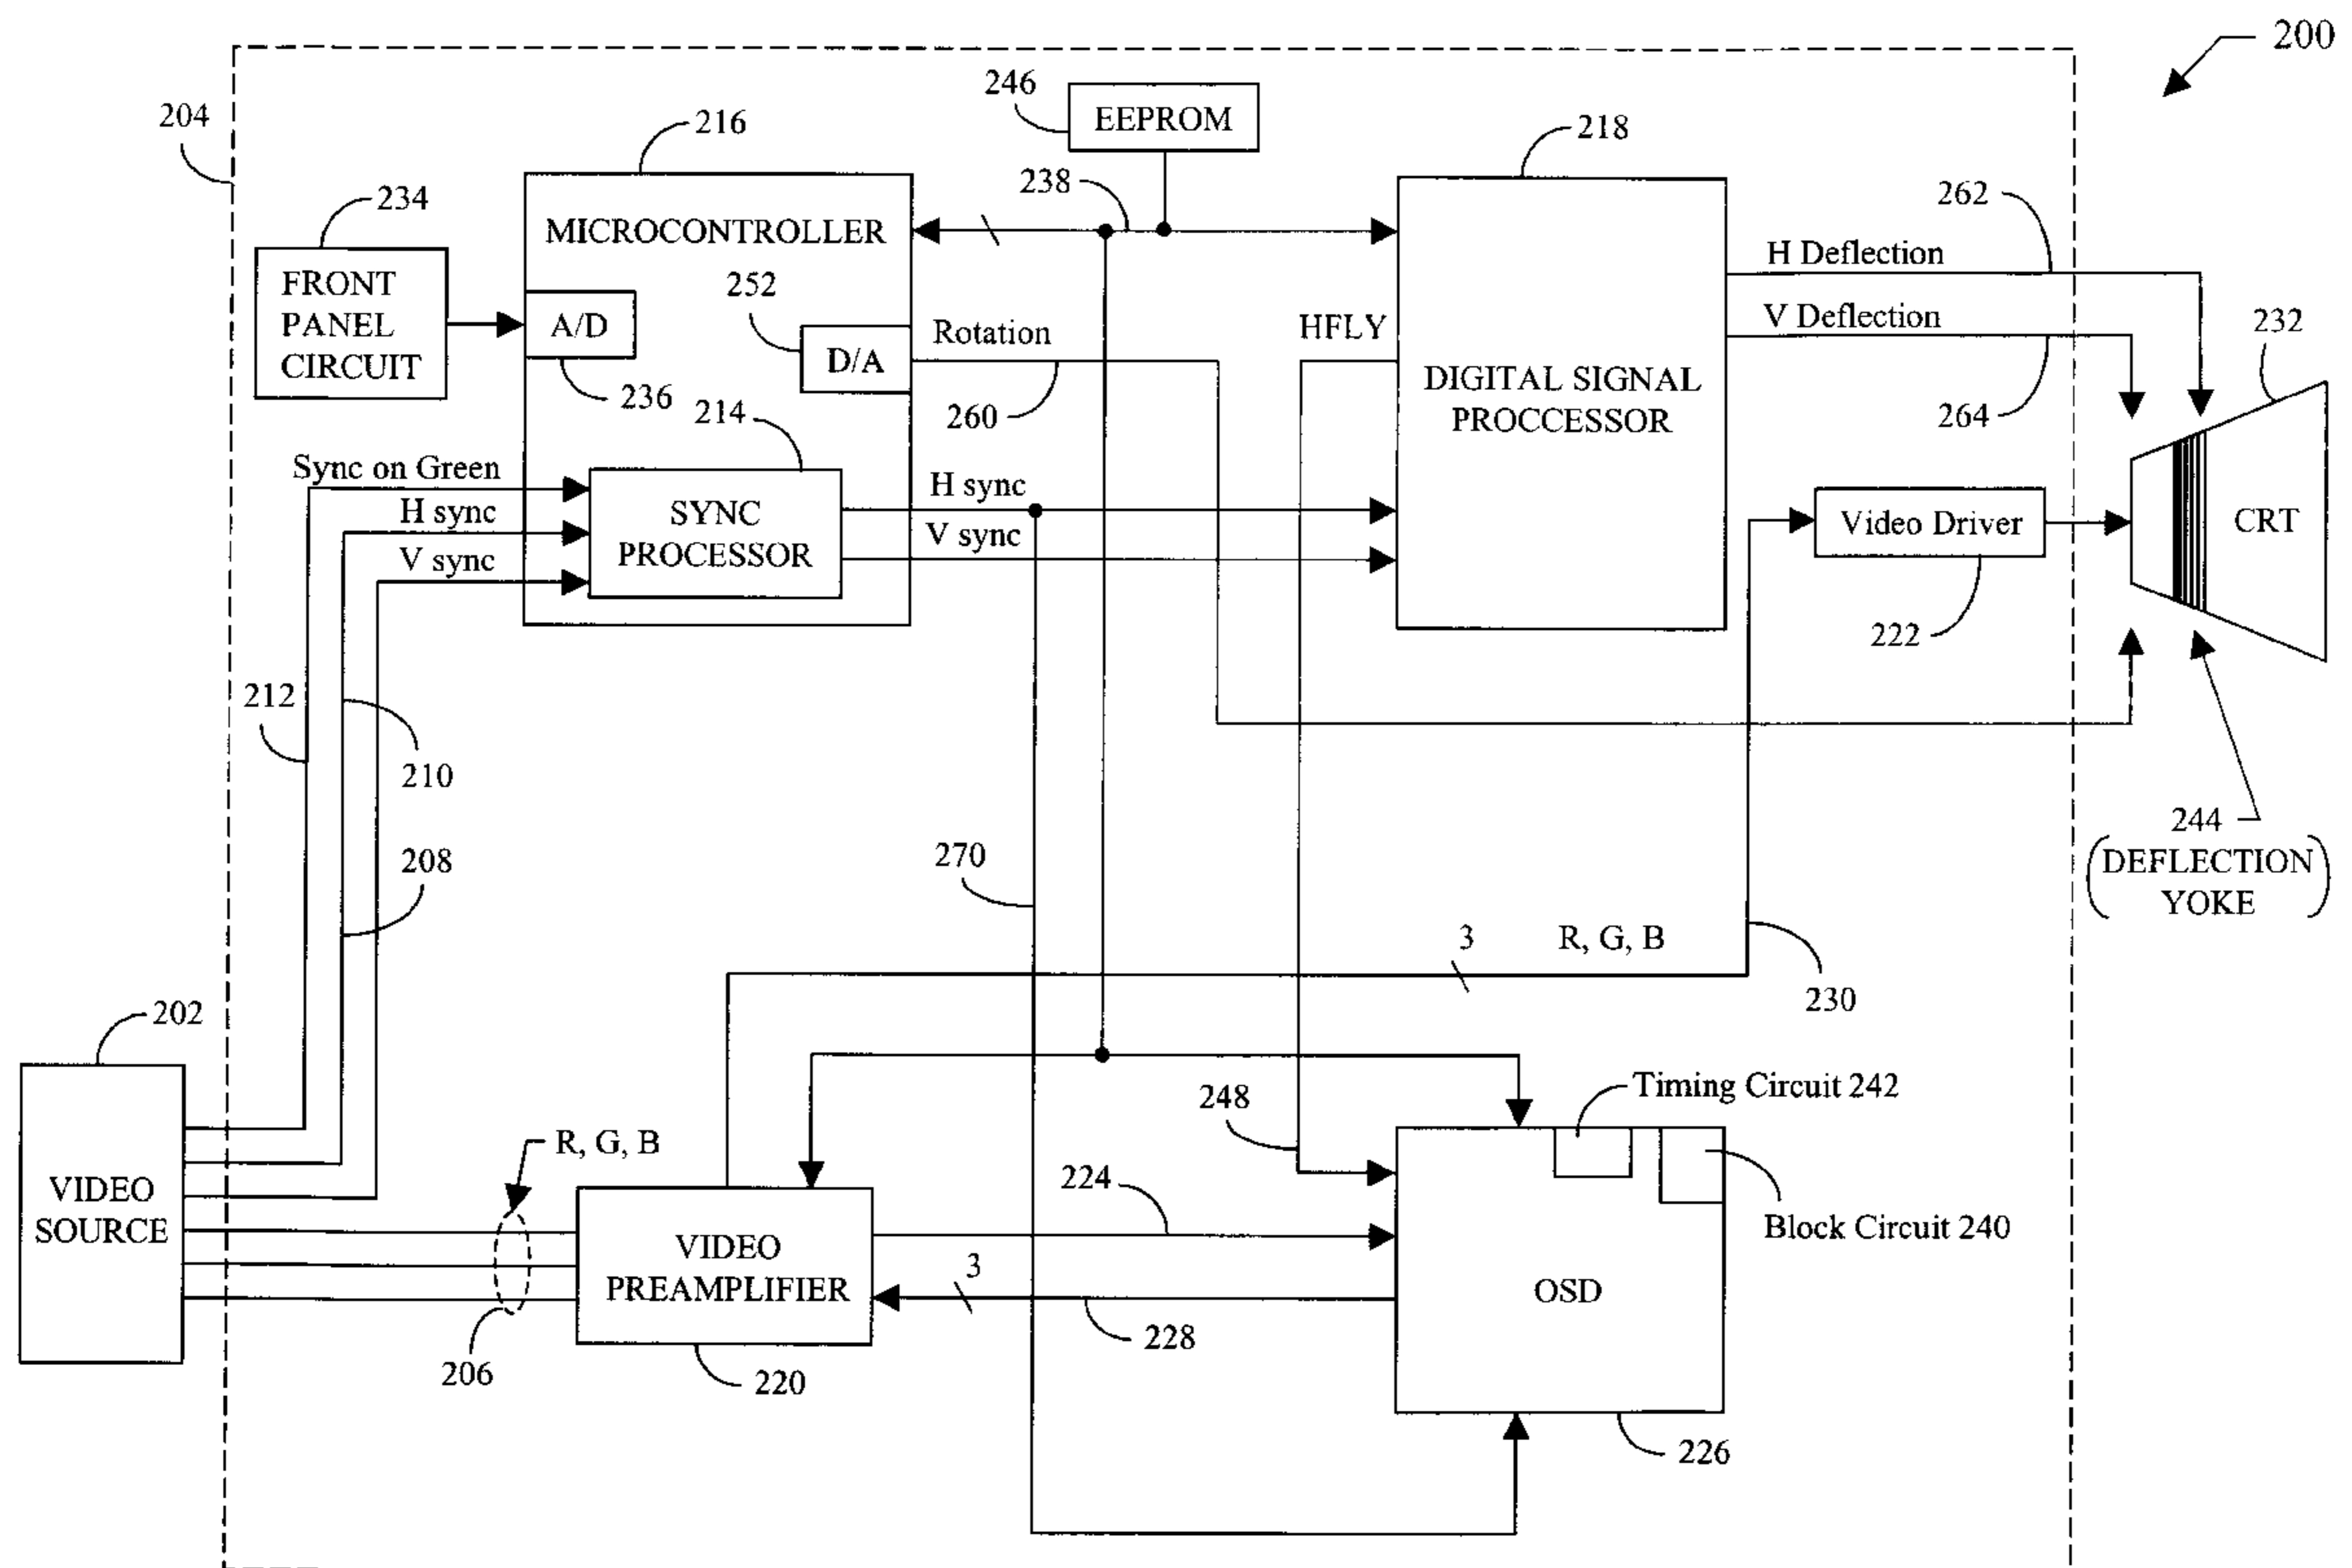 200
204
246
EEPROM
216
218
234
238
262
MICROCONTROLLER
FRONT
PANEL
CIRCUIT
A/D
236
252
D/A
Rotation
260
HFLY
DIGITAL SIGNAL
PROCCESSOR
H Deflection
V Deflection
264
232
214
Sync on Green
H sync
V sync
SYNC
PROCESSOR
H sync
V sync
Video Driver
222
CRT
212
210
208
270
244
DEFLECTION
YOKE
3
R, G, B
230
202
VIDEO
SOURCE
R, G, B
206
VIDEO
PREAMPLIFIER
220
224
3
228
248
Timing Circuit 242
Block Circuit 240
OSD
226